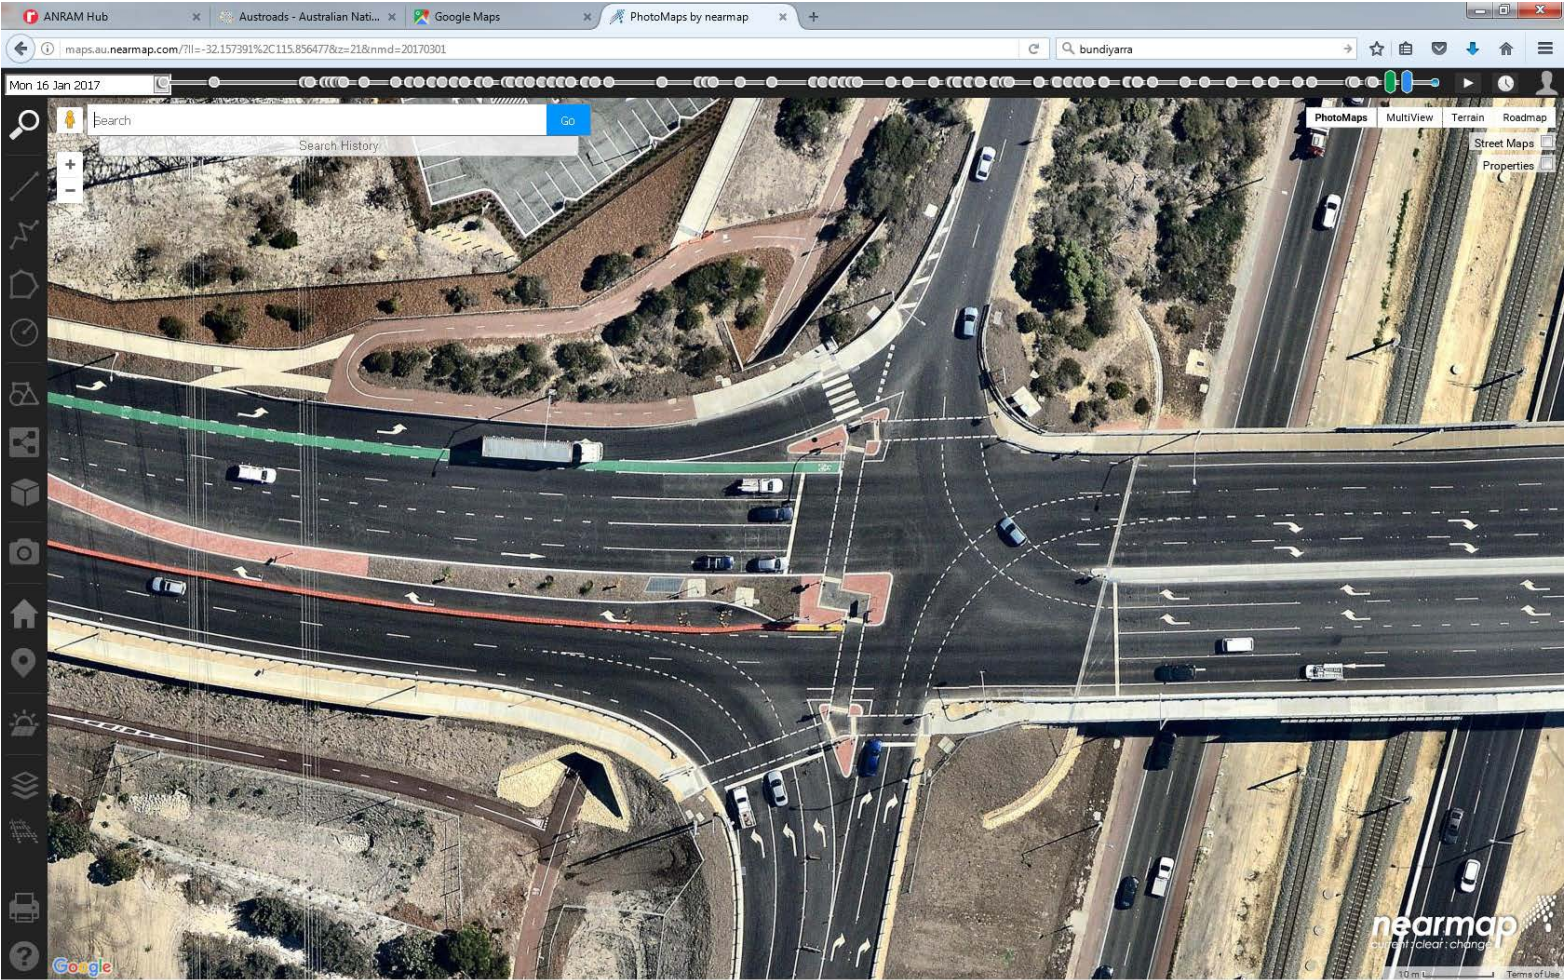 ANRAM Hub
Austroads - Australian Nati...
Google Maps
PhotoMaps by nearmap
maps.au.nearmap.com/?ll=-32.157391%2C115.856477&z=21&nmd=20170301
bundiyarra
Mon 16 Jan 2017
Search
Go
Search History
PhotoMaps
MultiView
Terrain
Roadmap
Street Maps
Properties
nearmap
current:clear:change
Google
10 m
Terms of Use